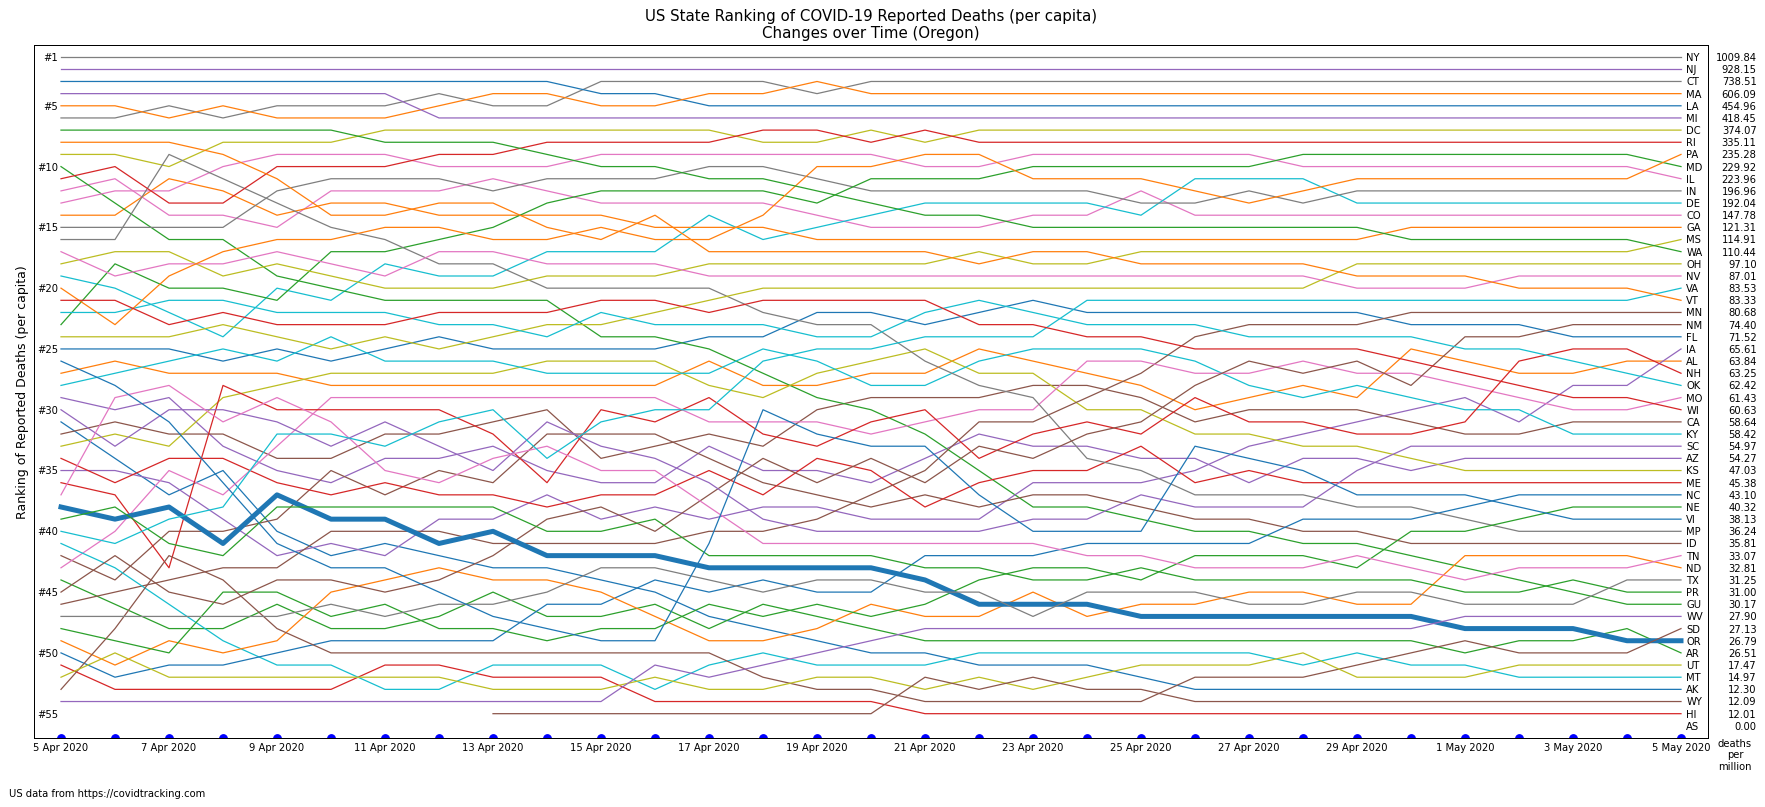 US State Ranking of COVID-19 Reported Deaths (per capita)
Changes over Time (Oregon)
Ranking of Reported Deaths (per capita)
#1
#5
#10
#15
#20
#25
#30
#35
#40
#45
#50
#55
NY 1009.84
NJ 928.15
CT 738.51
MA 606.09
LA 454.96
MI 418.45
DC 374.07
RI 335.11
PA 235.28
MD 229.92
IL 223.96
IN 196.96
DE 192.04
CO 147.78
GA 121.31
MS 114.91
WA 110.44
OH 97.10
NV 87.01
VA 83.53
VT 83.33
MN 80.68
NM 74.40
FL 71.52
IA 65.61
AL 63.84
NH 63.25
OK 62.42
MO 61.43
WI 60.63
CA 58.64
KY 58.42
SC 54.97
AZ 54.27
KS 47.03
ME 45.38
NC 43.10
NE 40.32
VI 38.13
MP 36.24
ID 35.81
TN 33.07
ND 32.81
TX 31.25
PR 31.00
GU 30.17
WV 27.90
SD 27.13
OR 26.79
AR 26.51
UT 17.47
MT 14.97
AK 12.30
WY 12.09
HI 12.01
AS 0.00
5 Apr 2020 7 Apr 2020 9 Apr 2020 11 Apr 2020 13 Apr 2020 15 Apr 2020 17 Apr 2020 19 Apr 2020 21 Apr 2020 23 Apr 2020 25 Apr 2020 27 Apr 2020 29 Apr 2020 1 May 2020 3 May 2020 5 May 2020
deaths
per
million
US data from https://covidtracking.com